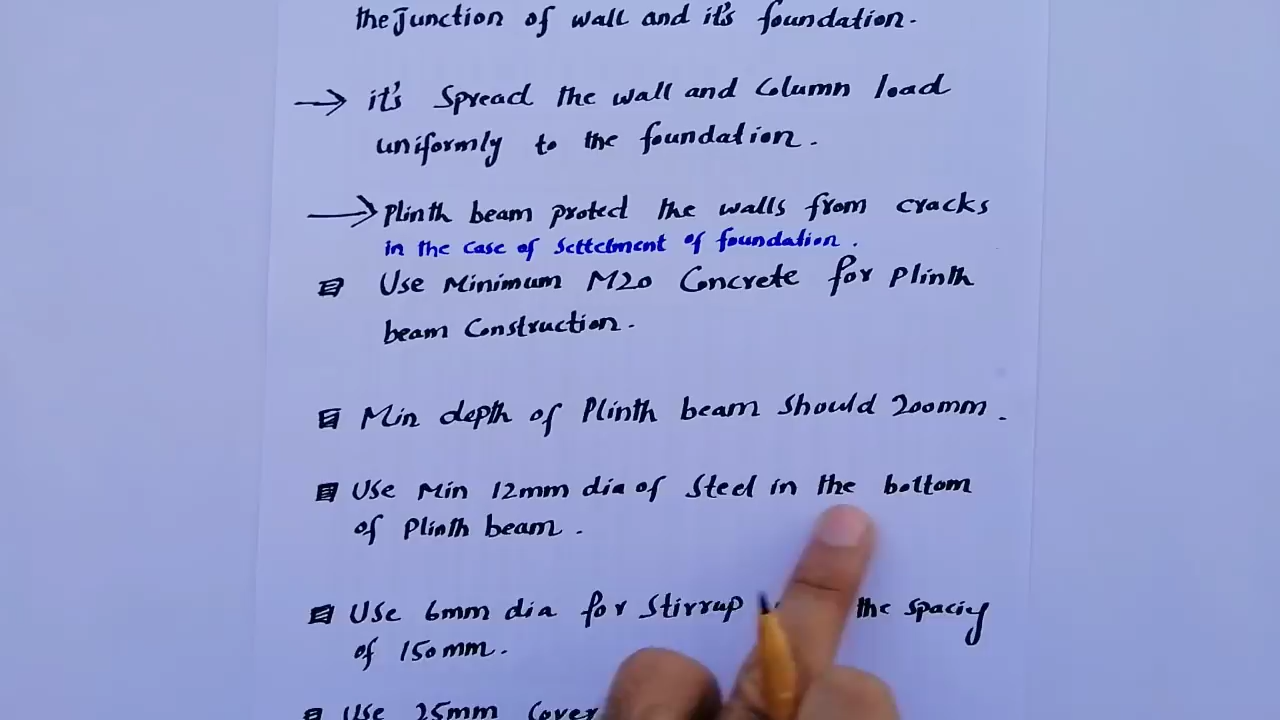 the Junction of wall and it's foundation.
→ it's Spread the wall and Column load
uniformly to the foundation.
→ Plinth beam protect the walls from cracks
in the case of settelment of foundation.
Use Minimum M20 Concrete for Plinth
beam Construction.
Min depth of Plinth beam Should 200mm.
Use Min 12mm dia of Steel in the bottom
of Plinth beam.
Use 6mm dia for Stirrup the spacing
of 150mm.
Use 25mm Cover